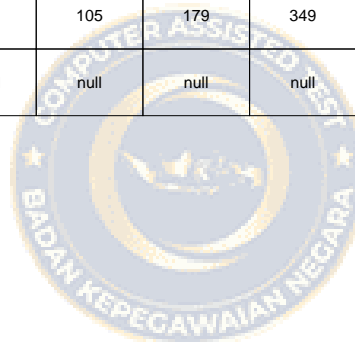 105 179 349
null null null
COMPUTER ASSISTED TEST
BADAN KEPEGAWAIAN NEGARA